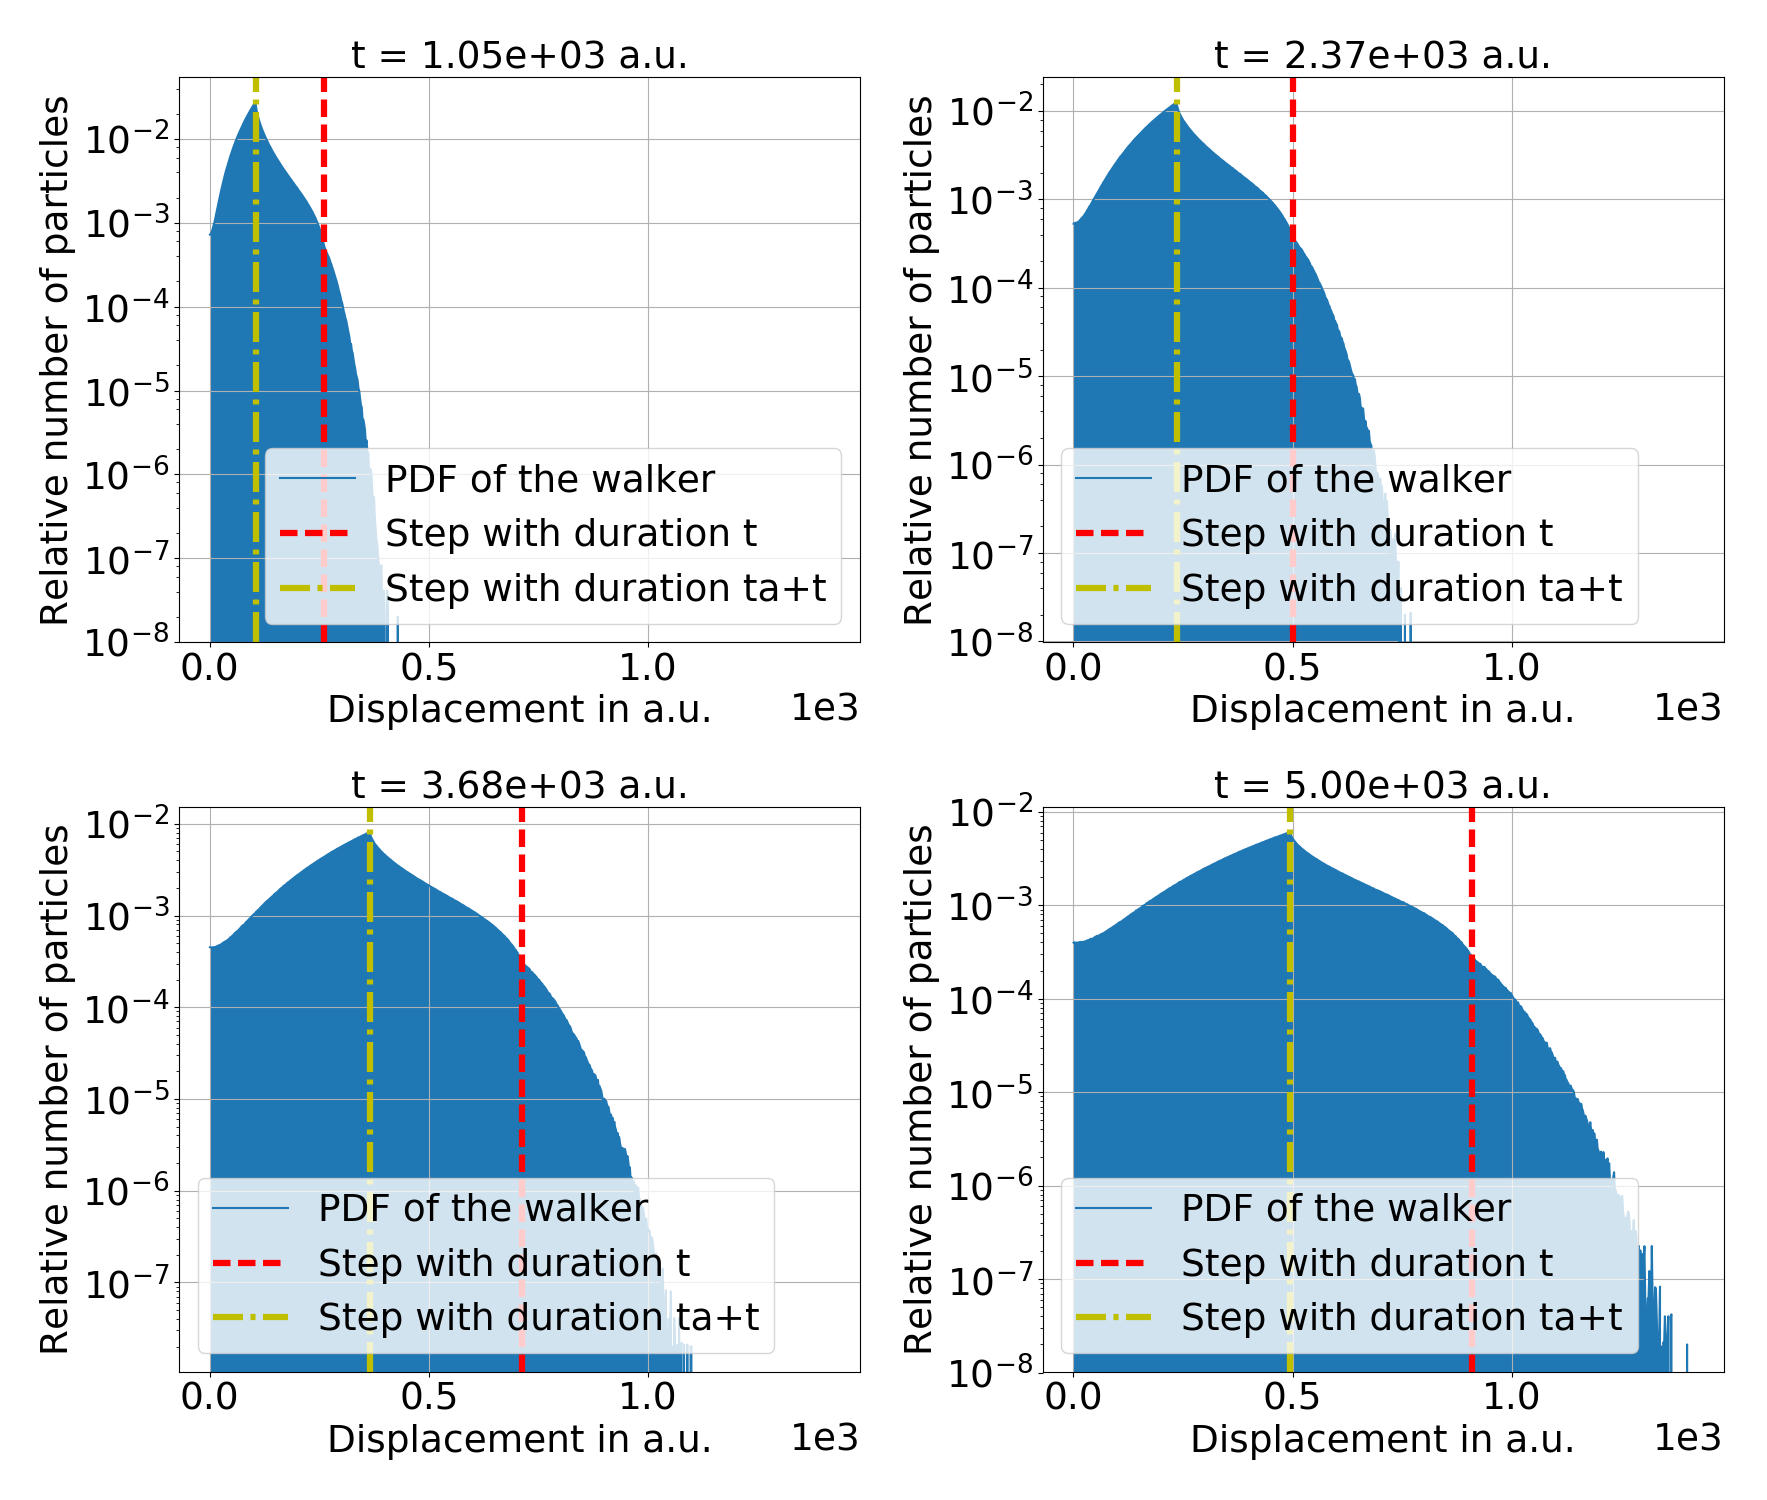 t = 1.05e+03 a.u.
Relative number of particles
10⁻²
10⁻³
10⁻⁴
10⁻⁵
10⁻⁶
10⁻⁷
10⁻⁸
PDF of the walker
Step with duration t
Step with duration ta+t
0.0 0.5 1.0
Displacement in a.u.
1e3
t = 2.37e+03 a.u.
Relative number of particles
10⁻²
10⁻³
10⁻⁴
10⁻⁵
10⁻⁶
10⁻⁷
10⁻⁸
PDF of the walker
Step with duration t
Step with duration ta+t
0.0 0.5 1.0
Displacement in a.u.
1e3
t = 3.68e+03 a.u.
Relative number of particles
10⁻²
10⁻³
10⁻⁴
10⁻⁵
10⁻⁶
10⁻⁷
PDF of the walker
Step with duration t
Step with duration ta+t
0.0 0.5 1.0
Displacement in a.u.
1e3
t = 5.00e+03 a.u.
Relative number of particles
10⁻²
10⁻³
10⁻⁴
10⁻⁵
10⁻⁶
10⁻⁷
10⁻⁸
PDF of the walker
Step with duration t
Step with duration ta+t
0.0 0.5 1.0
Displacement in a.u.
1e3